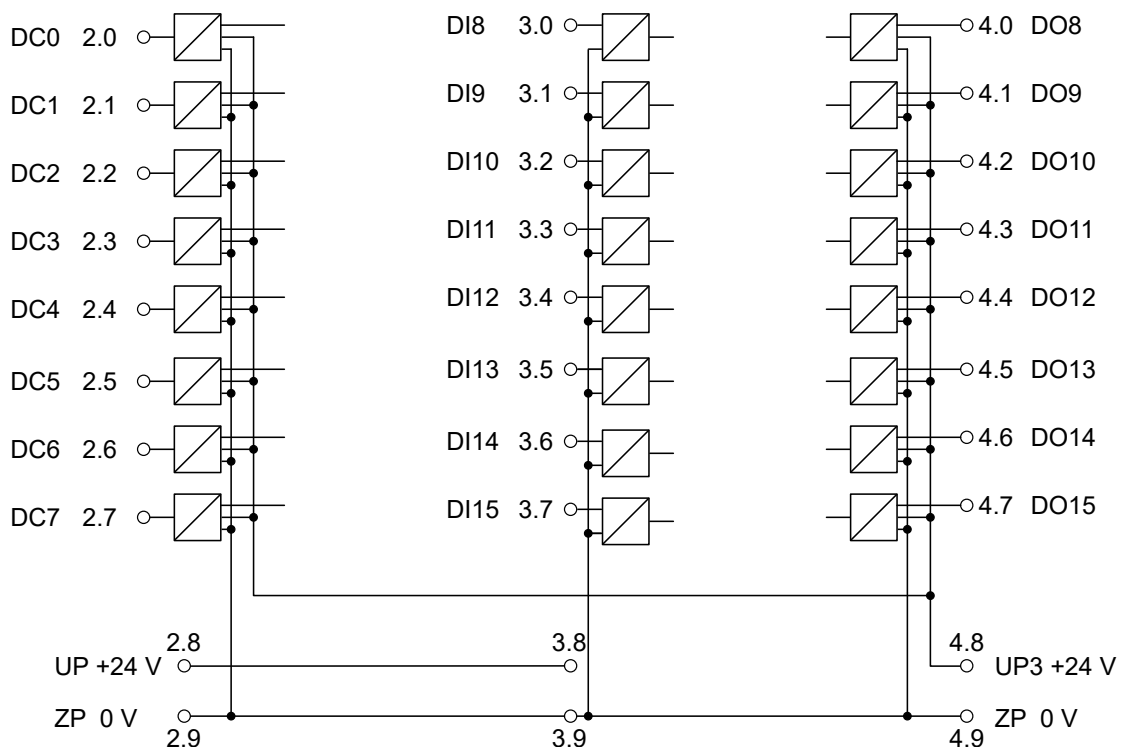 DC0 2.0 DI8 3.0 4.0 DO8
DC1 2.1 DI9 3.1 4.1 DO9
DC2 2.2 DI10 3.2 4.2 DO10
DC3 2.3 DI11 3.3 4.3 DO11
DC4 2.4 DI12 3.4 4.4 DO12
DC5 2.5 DI13 3.5 4.5 DO13
DC6 2.6 DI14 3.6 4.6 DO14
DC7 2.7 DI15 3.7 4.7 DO15
2.8 3.8 4.8
UP +24 V UP3 +24 V
ZP 0 V ZP 0 V
2.9 3.9 4.9